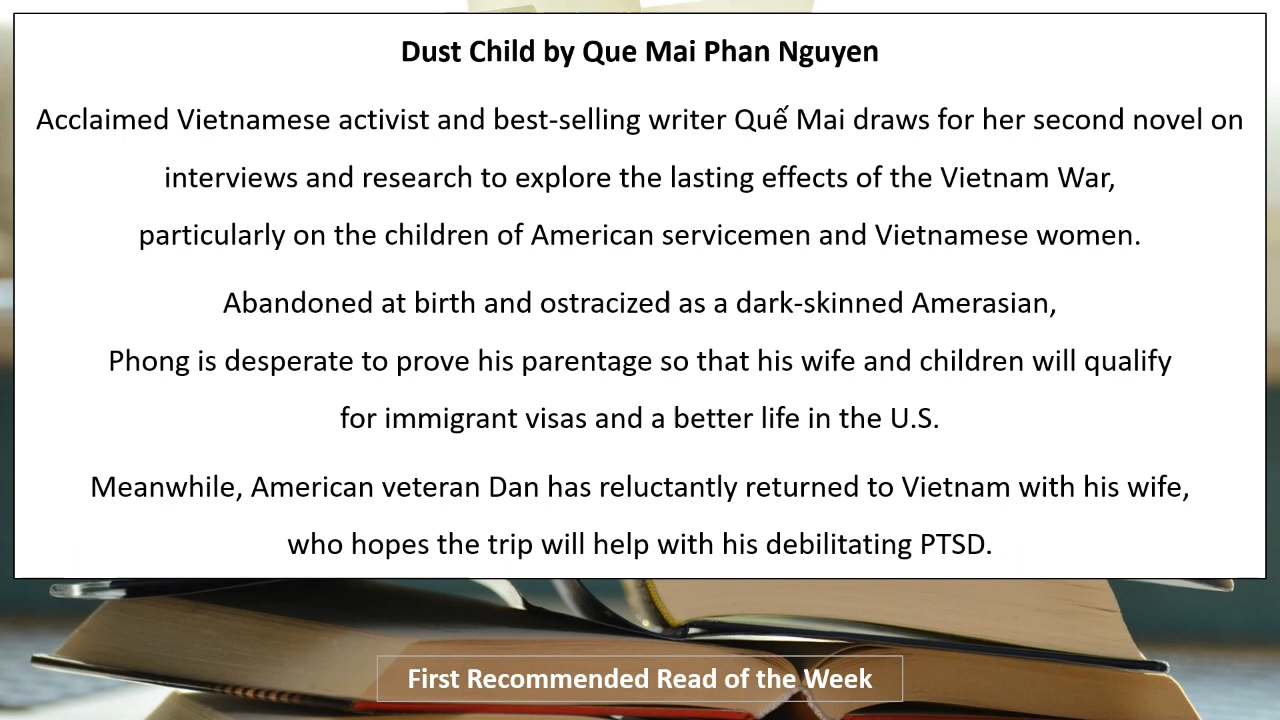 Dust Child by Que Mai Phan Nguyen
Acclaimed Vietnamese activist and best-selling writer Quế Mai draws for her second novel on
interviews and research to explore the lasting effects of the Vietnam War,
particularly on the children of American servicemen and Vietnamese women.
Abandoned at birth and ostracized as a dark-skinned Amerasian,
Phong is desperate to prove his parentage so that his wife and children will qualify
for immigrant visas and a better life in the U.S.
Meanwhile, American veteran Dan has reluctantly returned to Vietnam with his wife,
who hopes the trip will help with his debilitating PTSD.
First Recommended Read of the Week